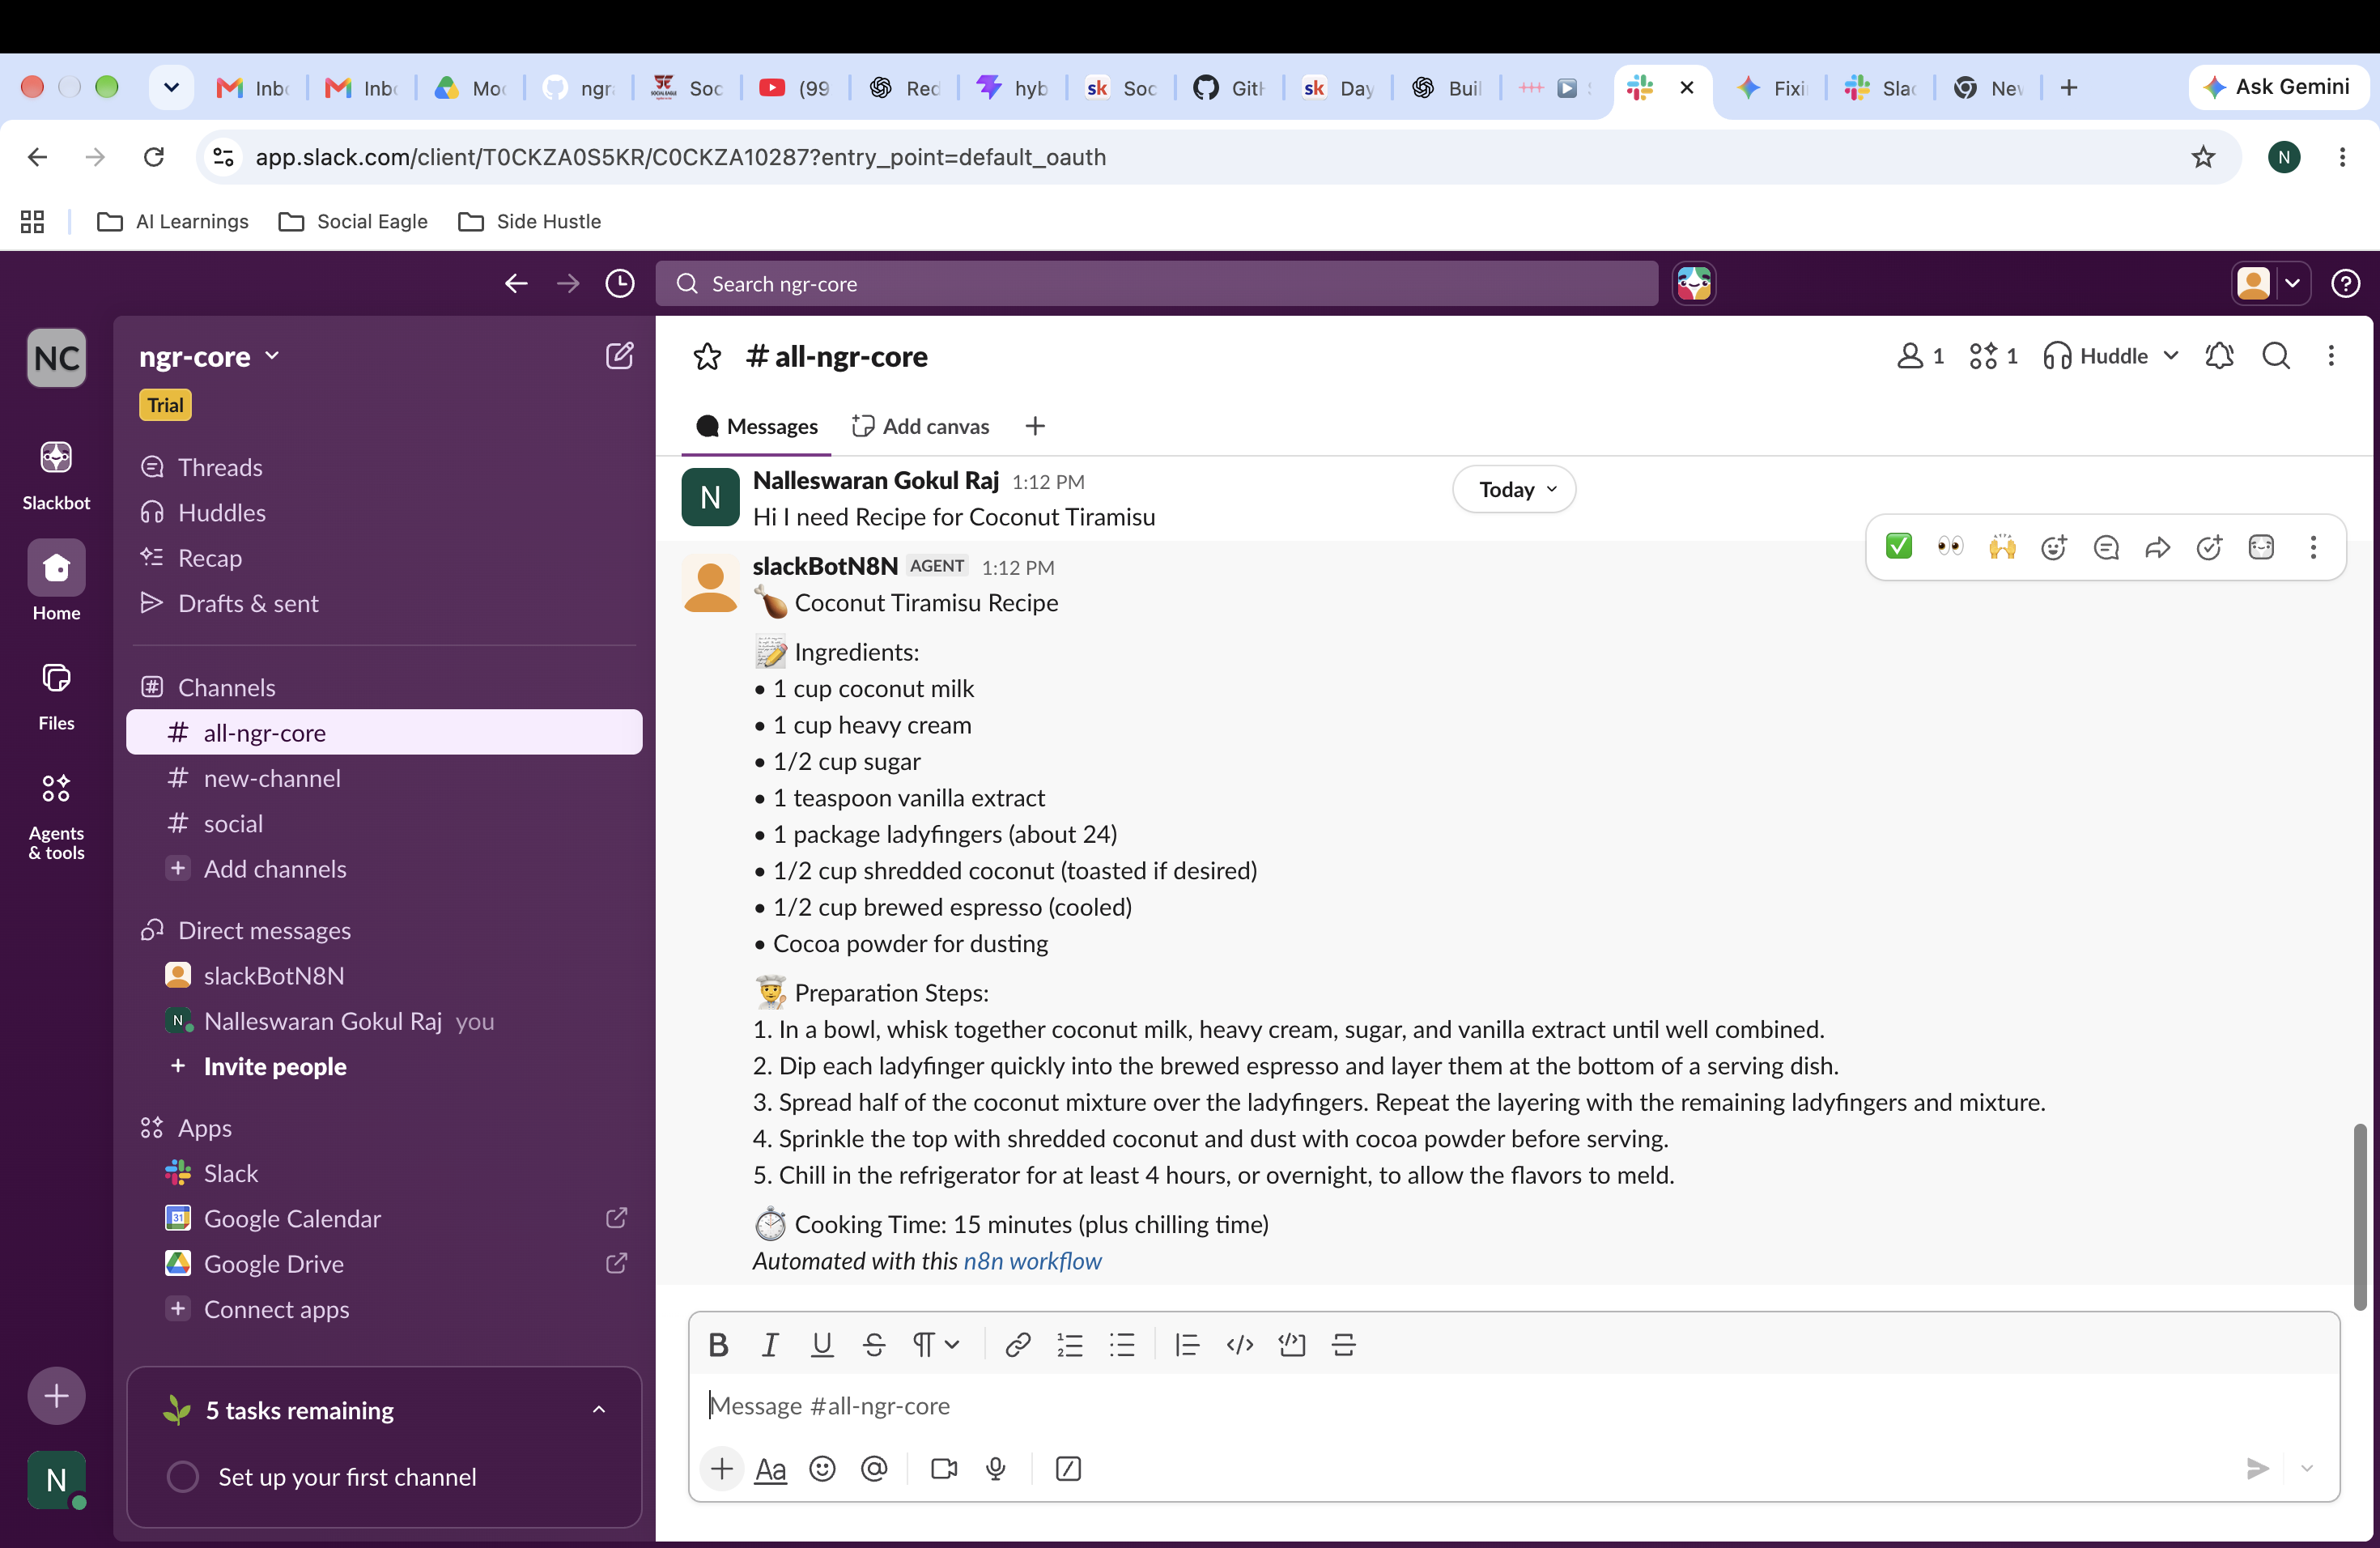 Inb
Inb
Mo
ngr
Soc
(99
Red
hyb
sk Soc
Git
sk Day
Buil
Fixi
Slac
New
Ask Gemini
app.slack.com/client/T0CKZA0S5KR/C0CKZA10287?entry_point=default_oauth
N
AI Learnings
Social Eagle
Side Hustle
Search ngr-core
NC
Slackbot
Home
Files
Agents
& tools
N
ngr-core
Trial
Threads
Huddles
Recap
Drafts & sent
Channels
# all-ngr-core
# new-channel
# social
+ Add channels
Direct messages
slackBotN8N
N Nalleswaran Gokul Raj you
+ Invite people
Apps
Slack
31 Google Calendar
Google Drive
+ Connect apps
5 tasks remaining
Set up your first channel
# all-ngr-core
1
1
Huddle
Messages
Add canvas
N
Nalleswaran Gokul Raj 1:12 PM
Today
Hi I need Recipe for Coconut Tiramisu
slackBotN8N AGENT 1:12 PM
🍗 Coconut Tiramisu Recipe
📝 Ingredients:
• 1 cup coconut milk
• 1 cup heavy cream
• 1/2 cup sugar
• 1 teaspoon vanilla extract
• 1 package ladyfingers (about 24)
• 1/2 cup shredded coconut (toasted if desired)
• 1/2 cup brewed espresso (cooled)
• Cocoa powder for dusting
👨‍🍳 Preparation Steps:
1. In a bowl, whisk together coconut milk, heavy cream, sugar, and vanilla extract until well combined.
2. Dip each ladyfinger quickly into the brewed espresso and layer them at the bottom of a serving dish.
3. Spread half of the coconut mixture over the ladyfingers. Repeat the layering with the remaining ladyfingers and mixture.
4. Sprinkle the top with shredded coconut and dust with cocoa powder before serving.
5. Chill in the refrigerator for at least 4 hours, or overnight, to allow the flavors to meld.
⏱️ Cooking Time: 15 minutes (plus chilling time)
Automated with this n8n workflow
B I U S
Message #all-ngr-core
Aa